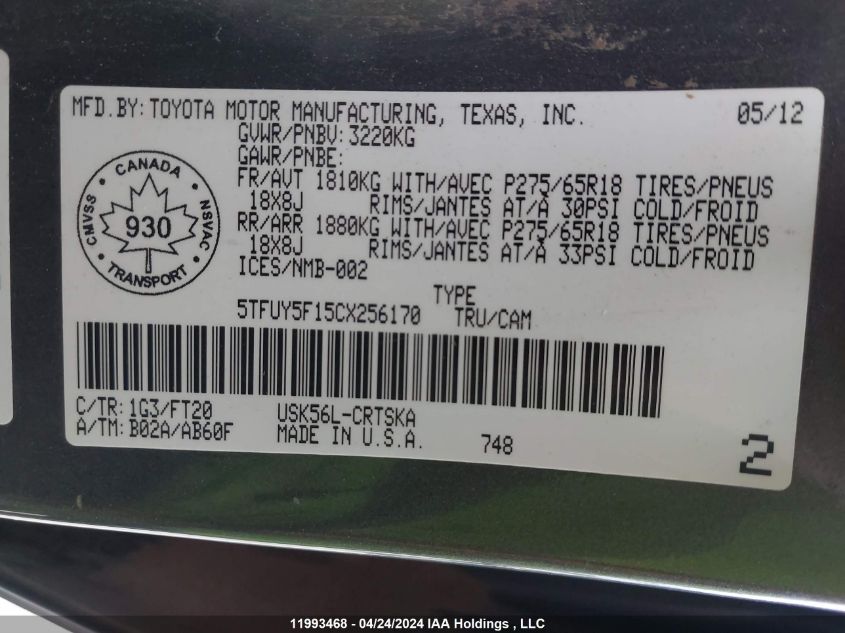 MFD.BY: TOYOTA MOTOR MANUFACTURING, TEXAS, INC. 05/12
GVWR/PNBV: 3220KG
GAWR/PNBE:
FR/AVT 1810KG WITH/AVEC P275/65R18 TIRES/PNEUS
18X8J RIMS/JANTES AT/À 30PSI COLD/FROID
RR/ARR 1880KG WITH/AVEC P275/65R18 TIRES/PNEUS
18X8J RIMS/JANTES AT/À 33PSI COLD/FROID
ICES/NMB-002
CANADA
CMVSS 930 NSVAC
TRANSPORT
TYPE
5TFUY5F15CX256170 TRU/CAM
C/TR: 1G3/FT20 USK56L-CRTSKA
A/TM: B02A/AB60F MADE IN U.S.A. 748 2
11993468 - 04/24/2024 IAA Holdings , LLC